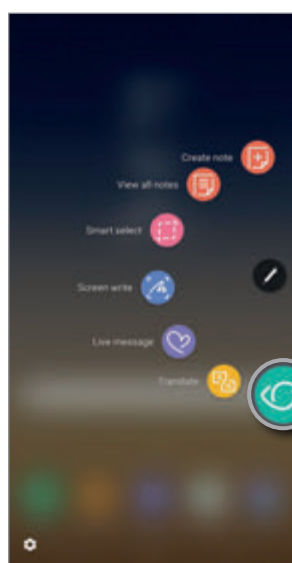 Create note
View all notes
Smart select
Screen write
Live message
Translate